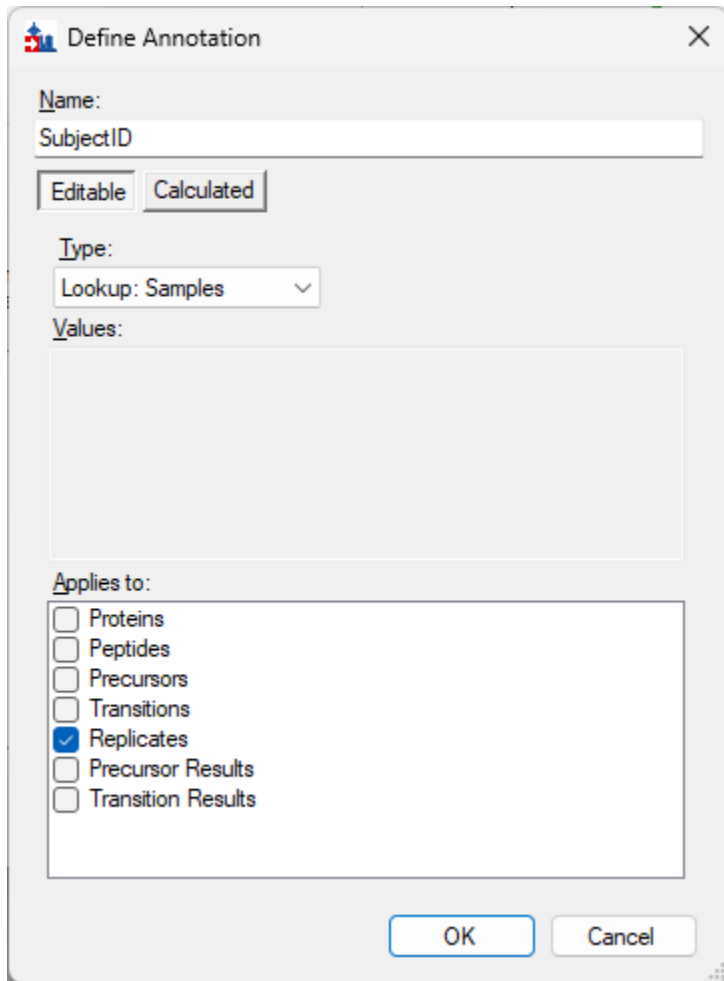 Define Annotation
Name:
SubjectID
Editable
Calculated
Type:
Lookup: Samples
Values:
Applies to:
Proteins
Peptides
Precursors
Transitions
Replicates
Precursor Results
Transition Results
OK
Cancel